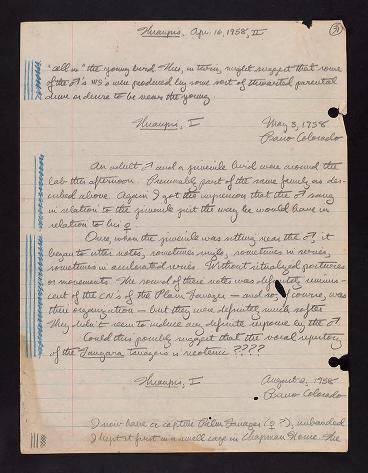 Thraupis, Apr. 16, 1958, II
31
"call in" the young bird. This, in turn, might suggest that some
of the ♂'s WS's were produced by some sort of thwarted parental
drive or desire to be near the young.
Thraupis, I
May 3, 1958
Barro Colorado
An adult ♂ and a juvenile bird were around the
lab this afternoon. Presumably part of the same family as des-
cribed above. Again I got the impression that the ♂ sang
in relation to the juvenile just the way he would have in
relation to his ♀
Once, when the juvenile was sitting near the ♂, it
began to utter notes, sometimes singly, sometimes in series,
sometimes in accelerated series. Without ritualized postures
or movements. The sound of these notes was definitely reminis-
cent of the CN's of the Plain Tanager - and so, of course, was
their organization - but they were definitely much softer
They didn't seem to induce any definite response by the ♂.
Could this possibly suggest that the vocal repertory
of the Tangara tanagers is neotenic ????
Thraupis, I
August 2, 1958
Barro Colorado
I now have a captive Palm Tanager (♀ ?), unbanded
I kept it first in a small cage in Chapman House. The